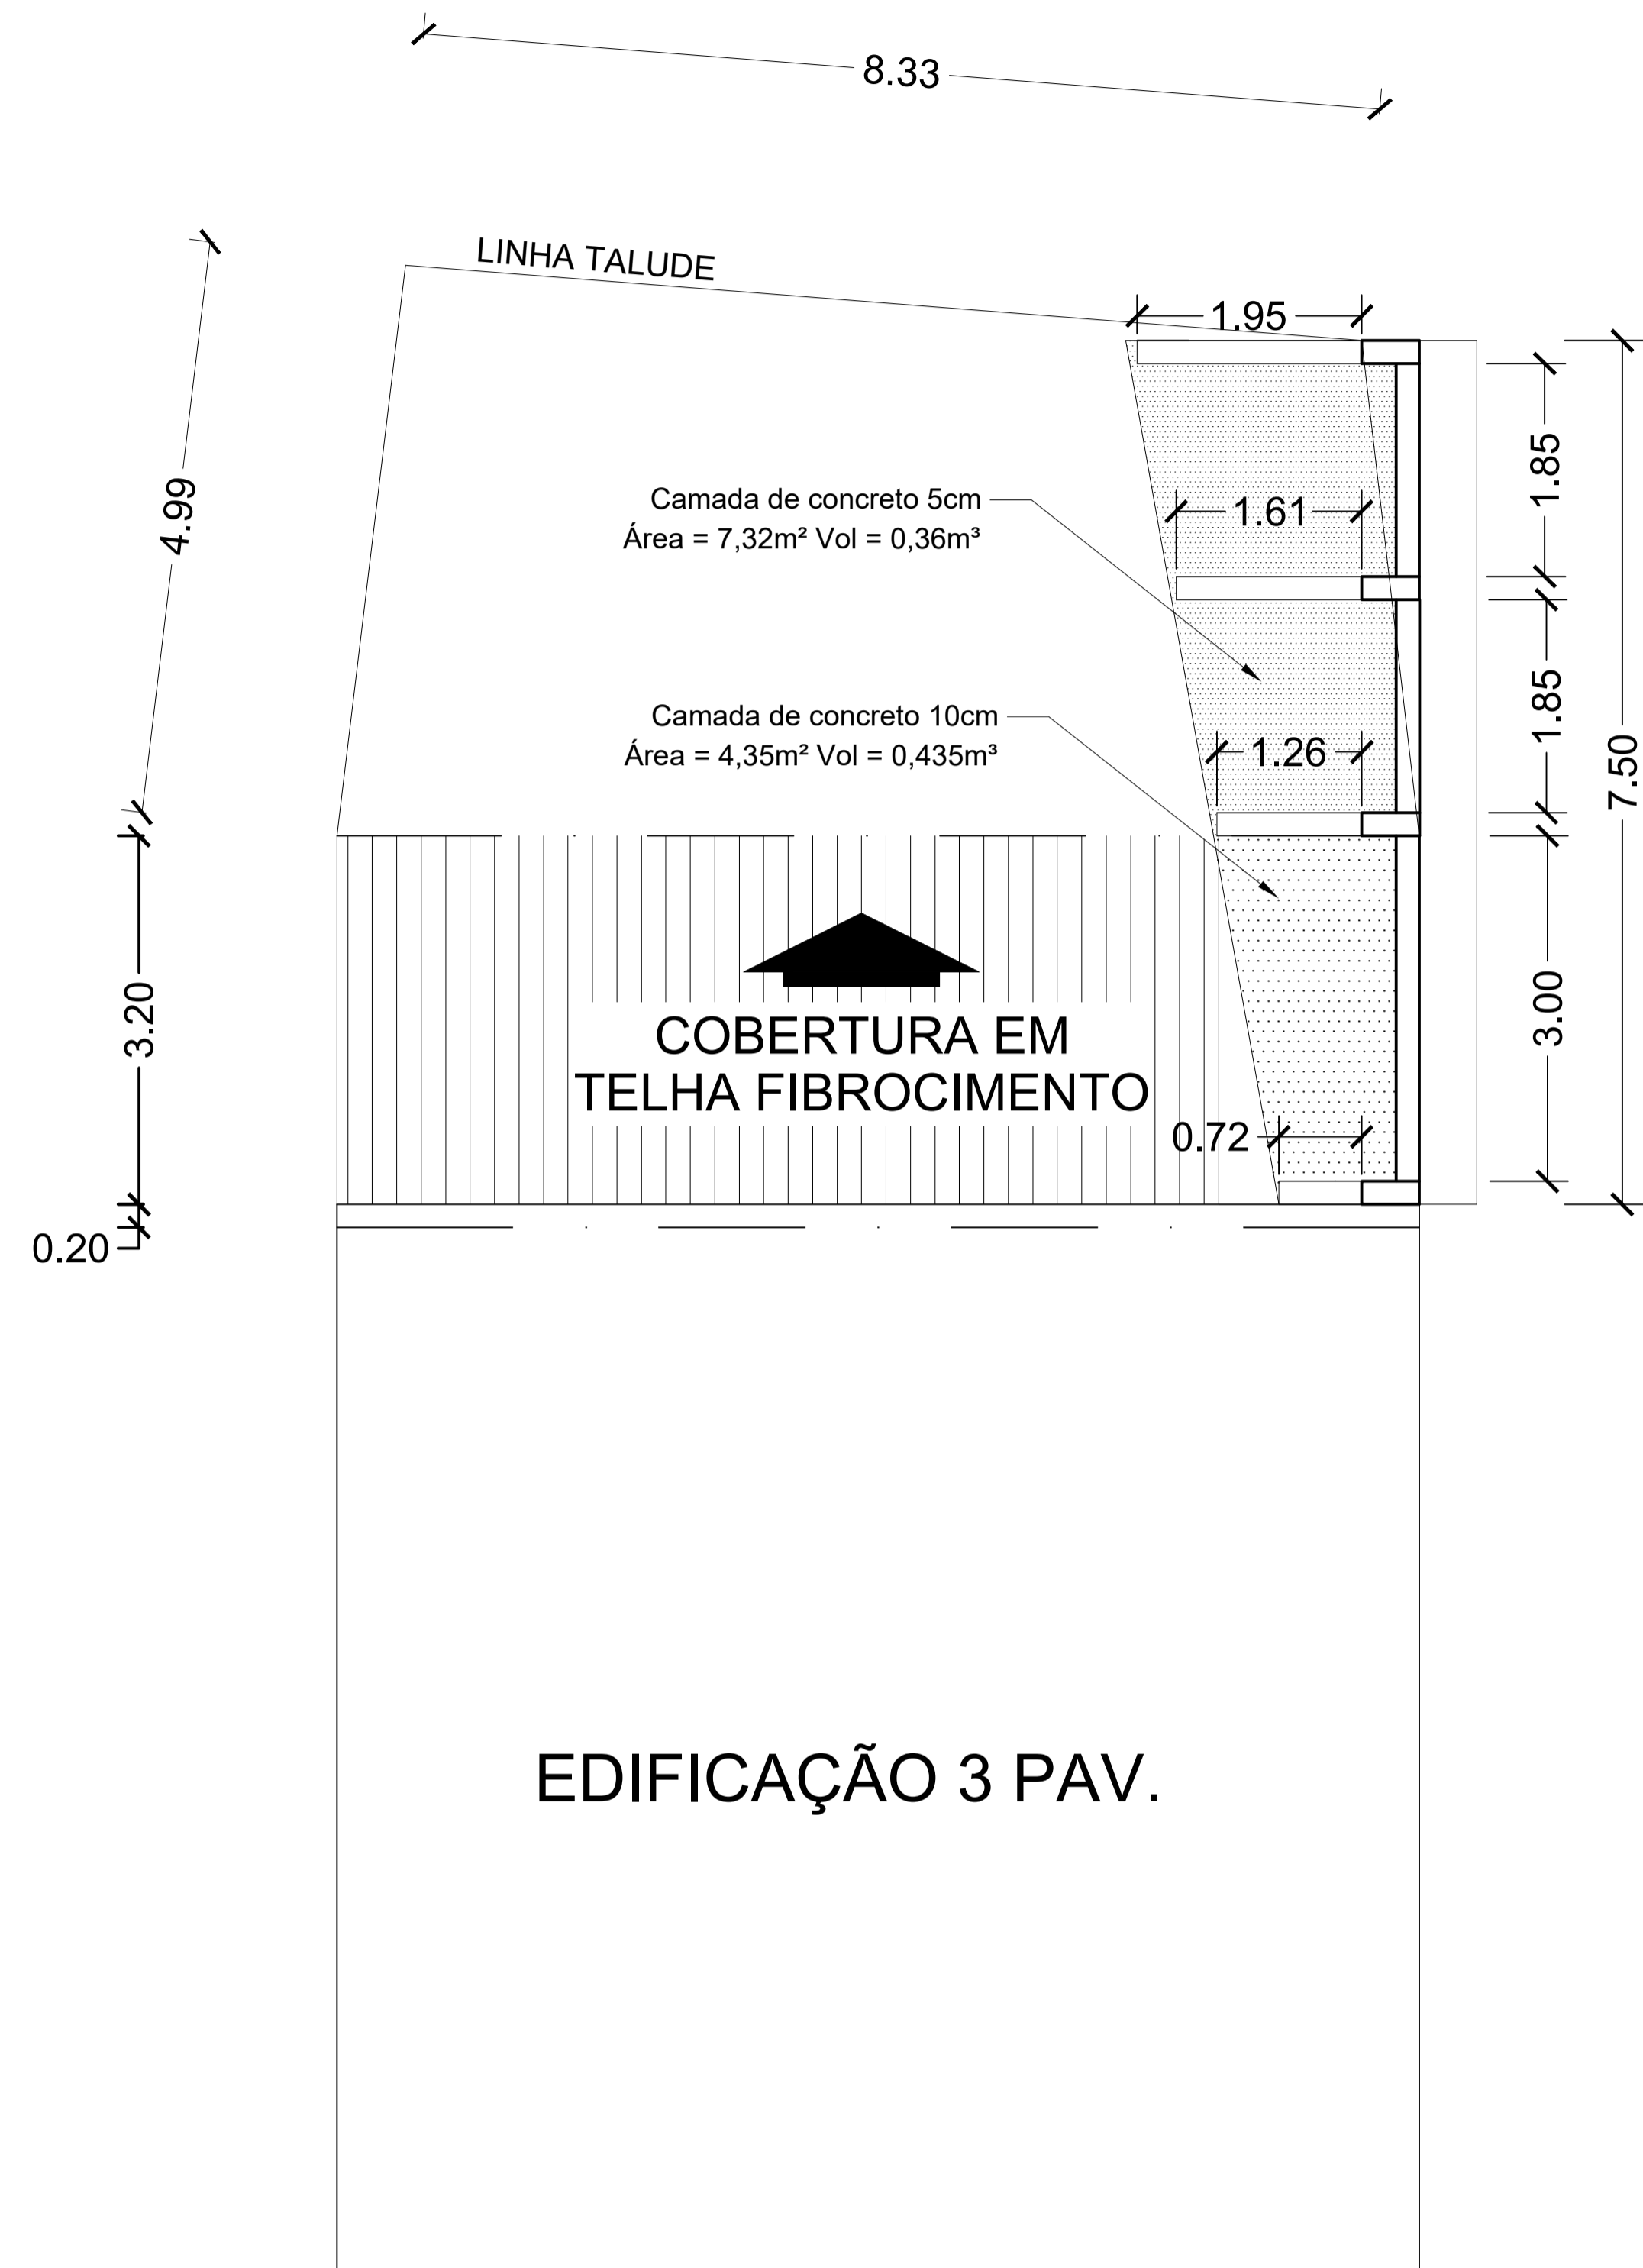 8.33
LINHA TALUDE
1.95
4.99
Camada de concreto 5cm
Área = 7,32m² Vol = 0,36m³
1.61
1.85
Camada de concreto 10cm
Área = 4,35m² Vol = 0,435m³
1.26
1.85
7.50
3.20
COBERTURA EM
TELHA FIBROCIMENTO
3.00
0.72
0.20
EDIFICAÇÃO 3 PAV.